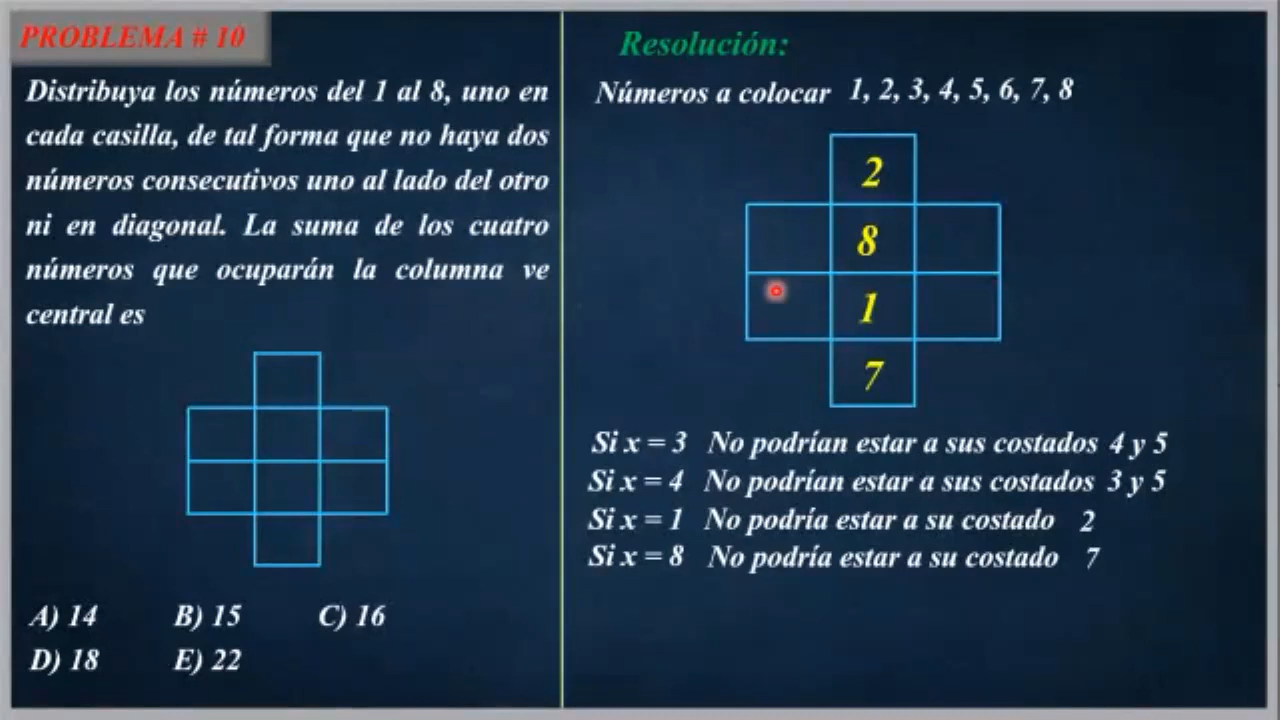 PROBLEMA # 10
Distribuya los números del 1 al 8, uno en
cada casilla, de tal forma que no haya dos
números consecutivos uno al lado del otro
ni en diagonal. La suma de los cuatro
números que ocuparán la columna ve
central es
A) 14 B) 15 C) 16
D) 18 E) 22
Resolución:
Números a colocar 1, 2, 3, 4, 5, 6, 7, 8
2
8
1
7
Si x = 3 No podrían estar a sus costados 4 y 5
Si x = 4 No podrían estar a sus costados 3 y 5
Si x = 1 No podría estar a su costado 2
Si x = 8 No podría estar a su costado 7